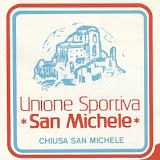 Unione Sportiva
* San Michele *
CHIUSA SAN MICHELE